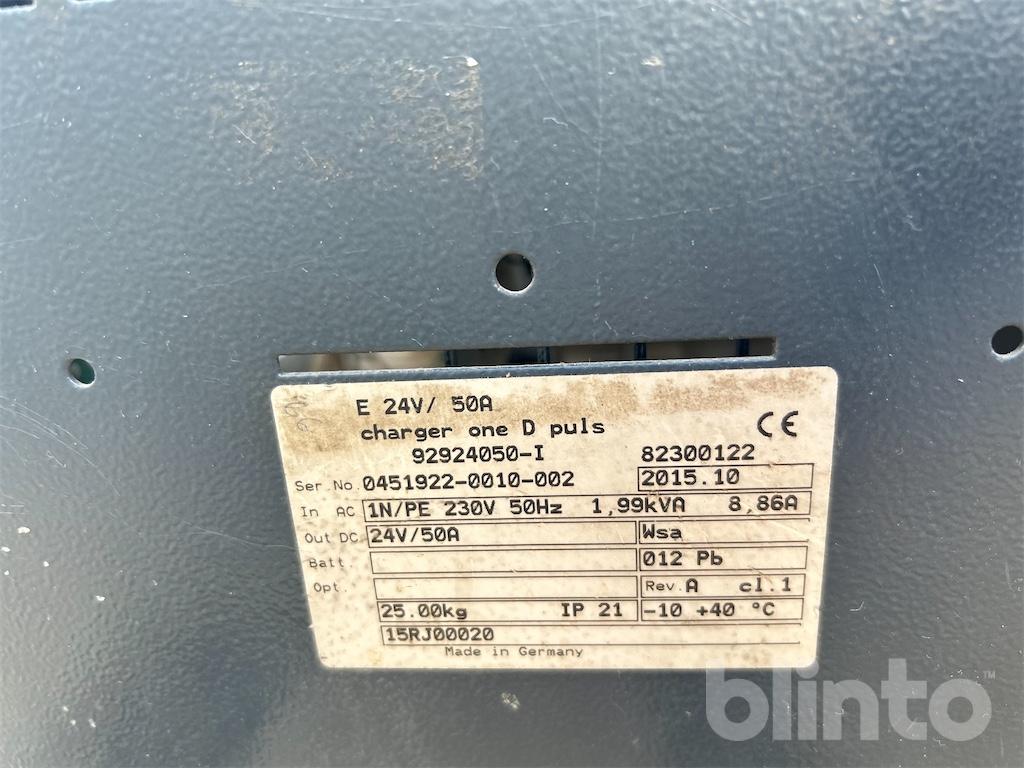 E 24V/ 50A
charger one D puls CE
92924050-I 82300122
Ser.No. 0451922-0010-002 2015.10
In AC 1N/PE 230V 50Hz 1,99kVA 8,86A
Out DC 24V/50A Wsa
Batt. 012 Pb
Opt. Rev. A cl.1
25.00kg IP 21 -10 +40 °C
15RJ00020
Made in Germany
blinto™